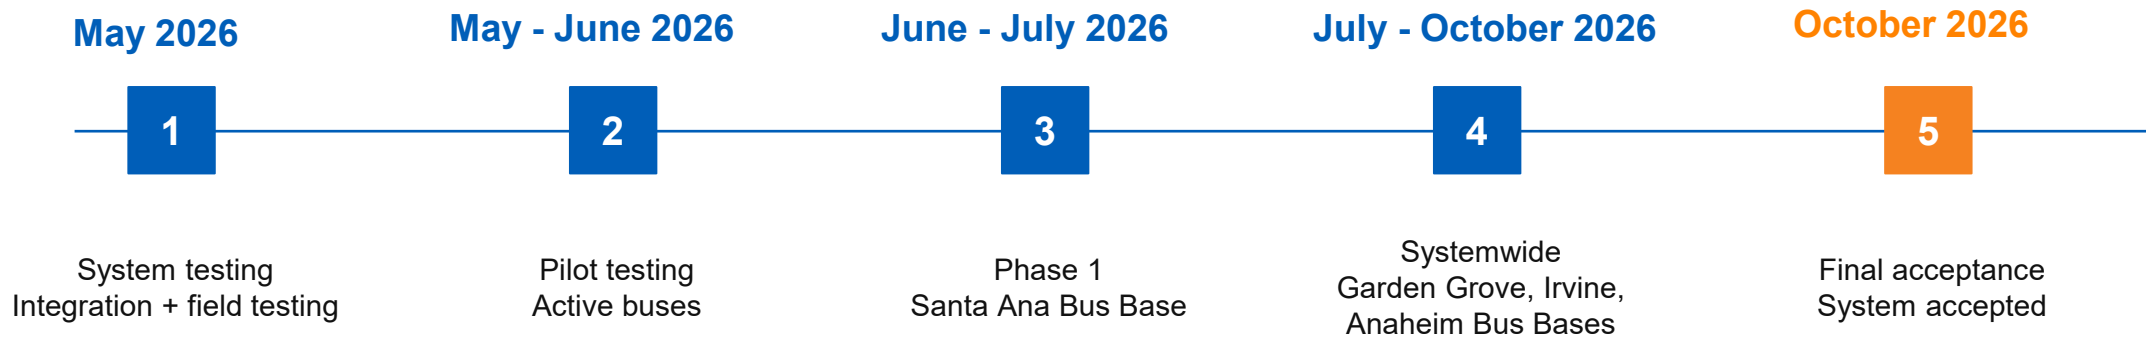 May 2026
May - June 2026
June - July 2026
July - October 2026
October 2026
1
2
3
4
5
System testing
Integration + field testing
Pilot testing
Active buses
Phase 1
Santa Ana Bus Base
Systemwide
Garden Grove, Irvine,
Anaheim Bus Bases
Final acceptance
System accepted